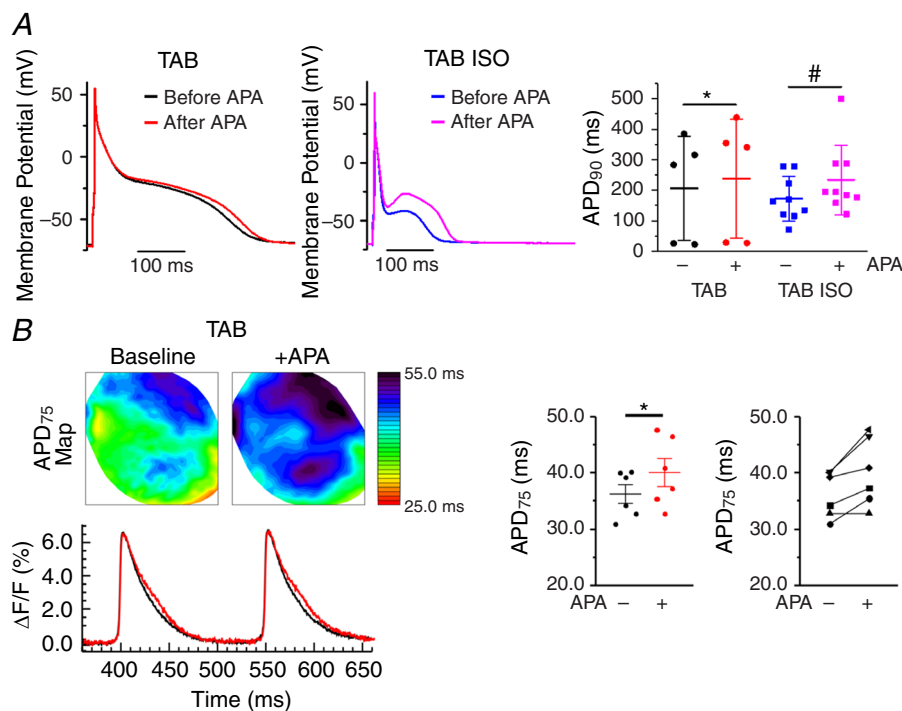 A
TAB
Membrane Potential (mV)
50
0
−50
Before APA
After APA
100 ms
TAB ISO
Membrane Potential (mV)
50
0
−50
Before APA
After APA
100 ms
APD90 (ms)
500
400
300
200
100
0
*
#
− + − + APA
TAB TAB ISO
B
TAB
Baseline +APA
APD75
Map
55.0 ms
25.0 ms
ΔF/F (%)
6.0
4.0
2.0
0.0
400 450 500 550 600 650
Time (ms)
APD75 (ms)
50.0
40.0
30.0
20.0
*
APA − +
APD75 (ms)
50.0
40.0
30.0
20.0
APA − +